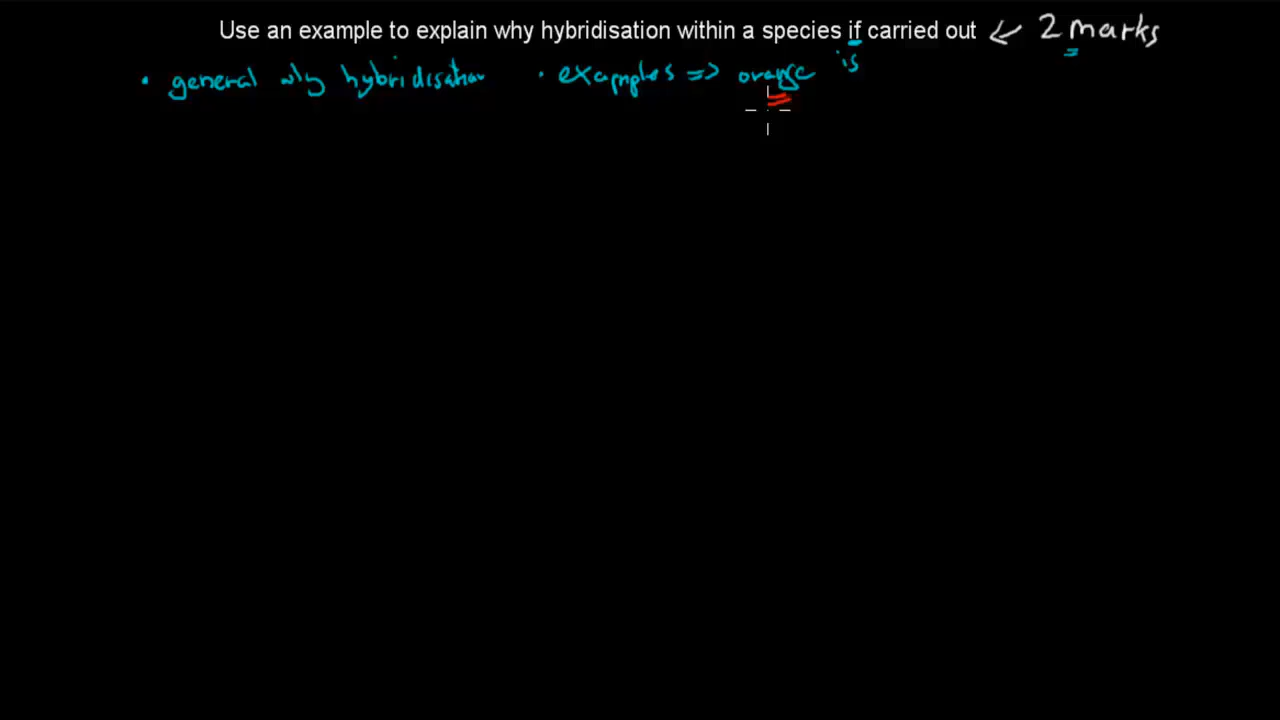 Use an example to explain why hybridisation within a species if carried out ← 2 marks
is
• general why hybridisation • examples => orange